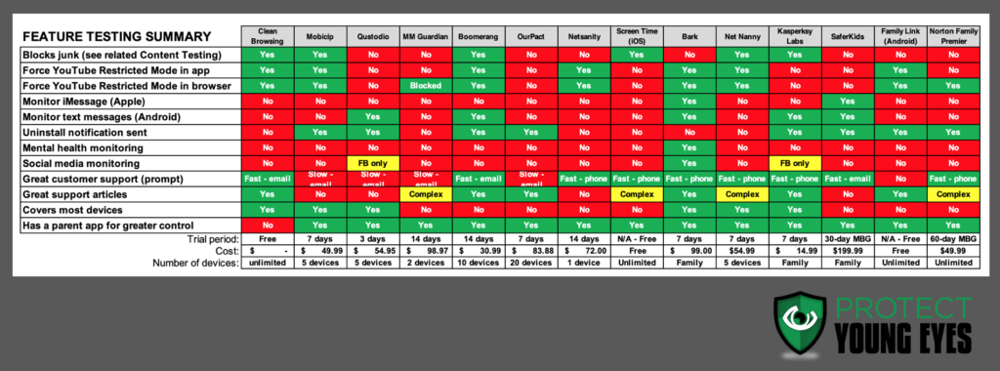 FEATURE TESTING SUMMARY Clean Browsing Mobicip Qustodio MM Guardian Boomerang OurPact Netsanity Screen Time (iOS) Bark Net Nanny Kaspersky Labs SaferKids Family Link (Android) Norton Family Premier
Blocks junk (see related Content Testing) Yes Yes No No Yes No No Yes Yes Yes Yes No No No
Force YouTube Restricted Mode in app Yes Yes No No Yes No Yes No Yes Yes No No Yes No
Force YouTube Restricted Mode in browser Yes Yes No Blocked Yes No Yes No Yes Yes No No Yes Yes
Monitor iMessage (Apple) No No No No No No No No Yes No No Yes No No
Monitor text messages (Android) No No Yes No Yes No No No Yes No Yes Yes No No
Uninstall notification sent No Yes Yes No Yes Yes No No No No Yes Yes Yes Yes
Mental health monitoring No No No No No No No No Yes No No No No No
Social media monitoring No No FB only No No No No No Yes No FB only No No No
Great customer support (prompt) Fast - email Slow - email Slow - email Slow - email Fast - email Slow - email Fast - phone Fast - phone Fast - phone Fast - phone Fast - phone Fast - email No Fast - phone
Great support articles Yes No No Complex Yes Yes No Complex Yes Complex Yes No Yes Complex
Covers most devices Yes Yes Yes No No No No No Yes Yes Yes No No No
Has a parent app for greater control No Yes Yes Yes Yes Yes Yes Yes Yes Yes Yes Yes Yes Yes
Trial period: Free 7 days 3 days 14 days 14 days 7 days 14 days N/A - Free 7 days 7 days 7 days 30-day MBG N/A - Free 60-day MBG
Cost: $ - $ 49.99 $ 54.95 $ 98.97 $ 30.99 $ 83.88 $ 72.00 Free $ 99.00 $54.99 $ 14.99 $199.99 Free $49.99
Number of devices: unlimited 5 devices 5 devices 2 devices 10 devices 20 devices 1 device Unlimited Family 5 devices Family Family Unlimited Unlimited
PROTECT
YOUNG EYES